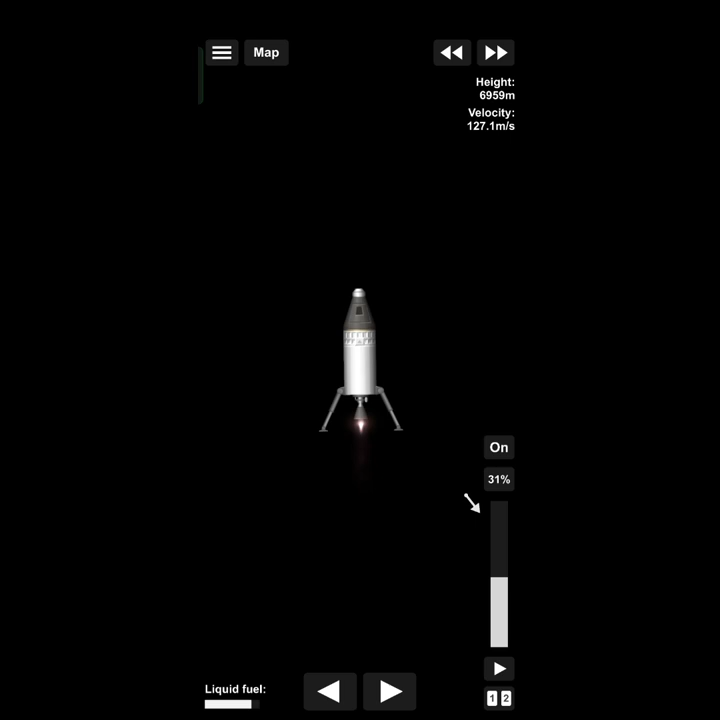 Map
Height:
6959m
Velocity:
127.1m/s
On
31%
1 2
Liquid fuel: